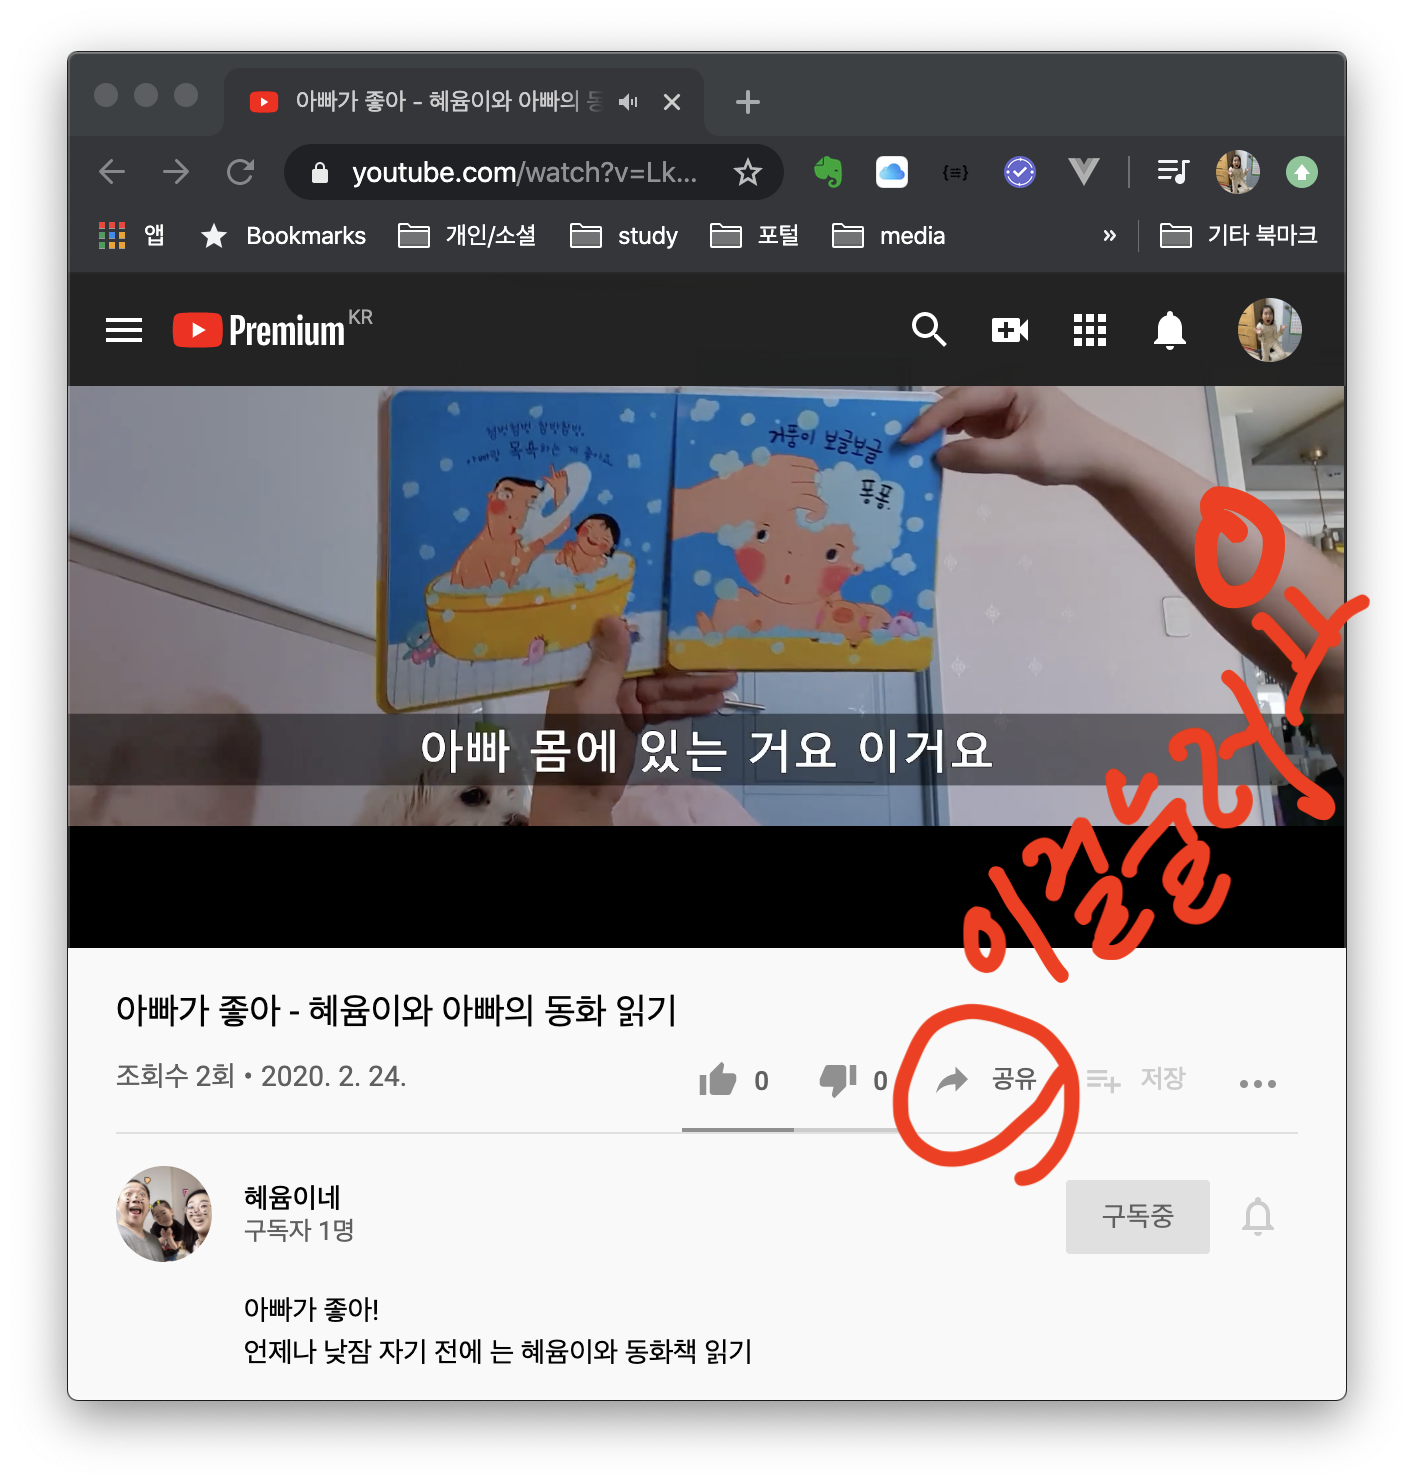 아빠가 좋아 - 혜윰이와 아빠의 동
youtube.com/watch?v=Lk...
앱 Bookmarks 개인/소셜 study 포털 media » 기타 북마크
Premium KR
첨벙첨벙 참방참방,
아빠랑 목욕하는 게 좋아요
거품이 보글보글
퐁퐁.
아빠 몸에 있는 거요 이거요
이걸 눌러요
아빠가 좋아 - 혜윰이와 아빠의 동화 읽기
조회수 2회 • 2020. 2. 24.
0 0 공유 저장
혜윰이네
구독자 1명
구독중
아빠가 좋아!
언제나 낮잠 자기 전에 는 혜윰이와 동화책 읽기